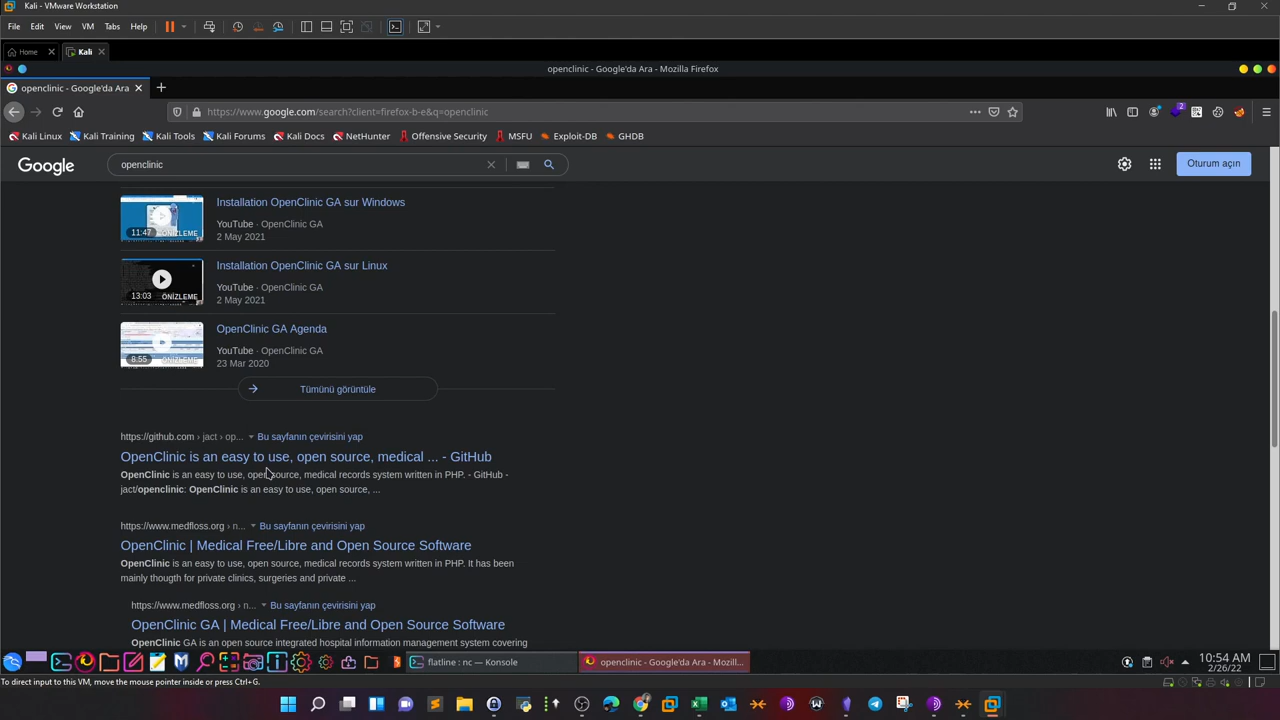 Kali - VMware Workstation
File Edit View VM Tabs Help
Home Kali
openclinic - Google'da Ara - Mozilla Firefox
openclinic - Google'da Ara
https://www.google.com/search?client=firefox-b-e&q=openclinic
2
Kali Linux Kali Training Kali Tools Kali Forums Kali Docs NetHunter Offensive Security MSFU Exploit-DB GHDB
Google openclinic Oturum açın
Installation OpenClinic GA sur Windows
YouTube · OpenClinic GA
11:47 ÖNİZLEME
2 May 2021
Installation OpenClinic GA sur Linux
YouTube · OpenClinic GA
13:03 ÖNİZLEME
2 May 2021
OpenClinic GA Agenda
YouTube · OpenClinic GA
8:55 ÖNİZLEME
23 Mar 2020
Tümünü görüntüle
https://github.com › jact › op... Bu sayfanın çevirisini yap
OpenClinic is an easy to use, open source, medical ... - GitHub
OpenClinic is an easy to use, open source, medical records system written in PHP. - GitHub -
jact/openclinic: OpenClinic is an easy to use, open source, ...
https://www.medfloss.org › n... Bu sayfanın çevirisini yap
OpenClinic | Medical Free/Libre and Open Source Software
OpenClinic is an easy to use, open source, medical records system written in PHP. It has been
mainly thougth for private clinics, surgeries and private ...
https://www.medfloss.org › n... Bu sayfanın çevirisini yap
OpenClinic GA | Medical Free/Libre and Open Source Software
OpenClinic GA is an open source integrated hospital information management system covering
flatline : nc — Konsole openclinic - Google'da Ara - Mozill...
10:54 AM
2/26/22
To direct input to this VM, move the mouse pointer inside or press Ctrl+G.